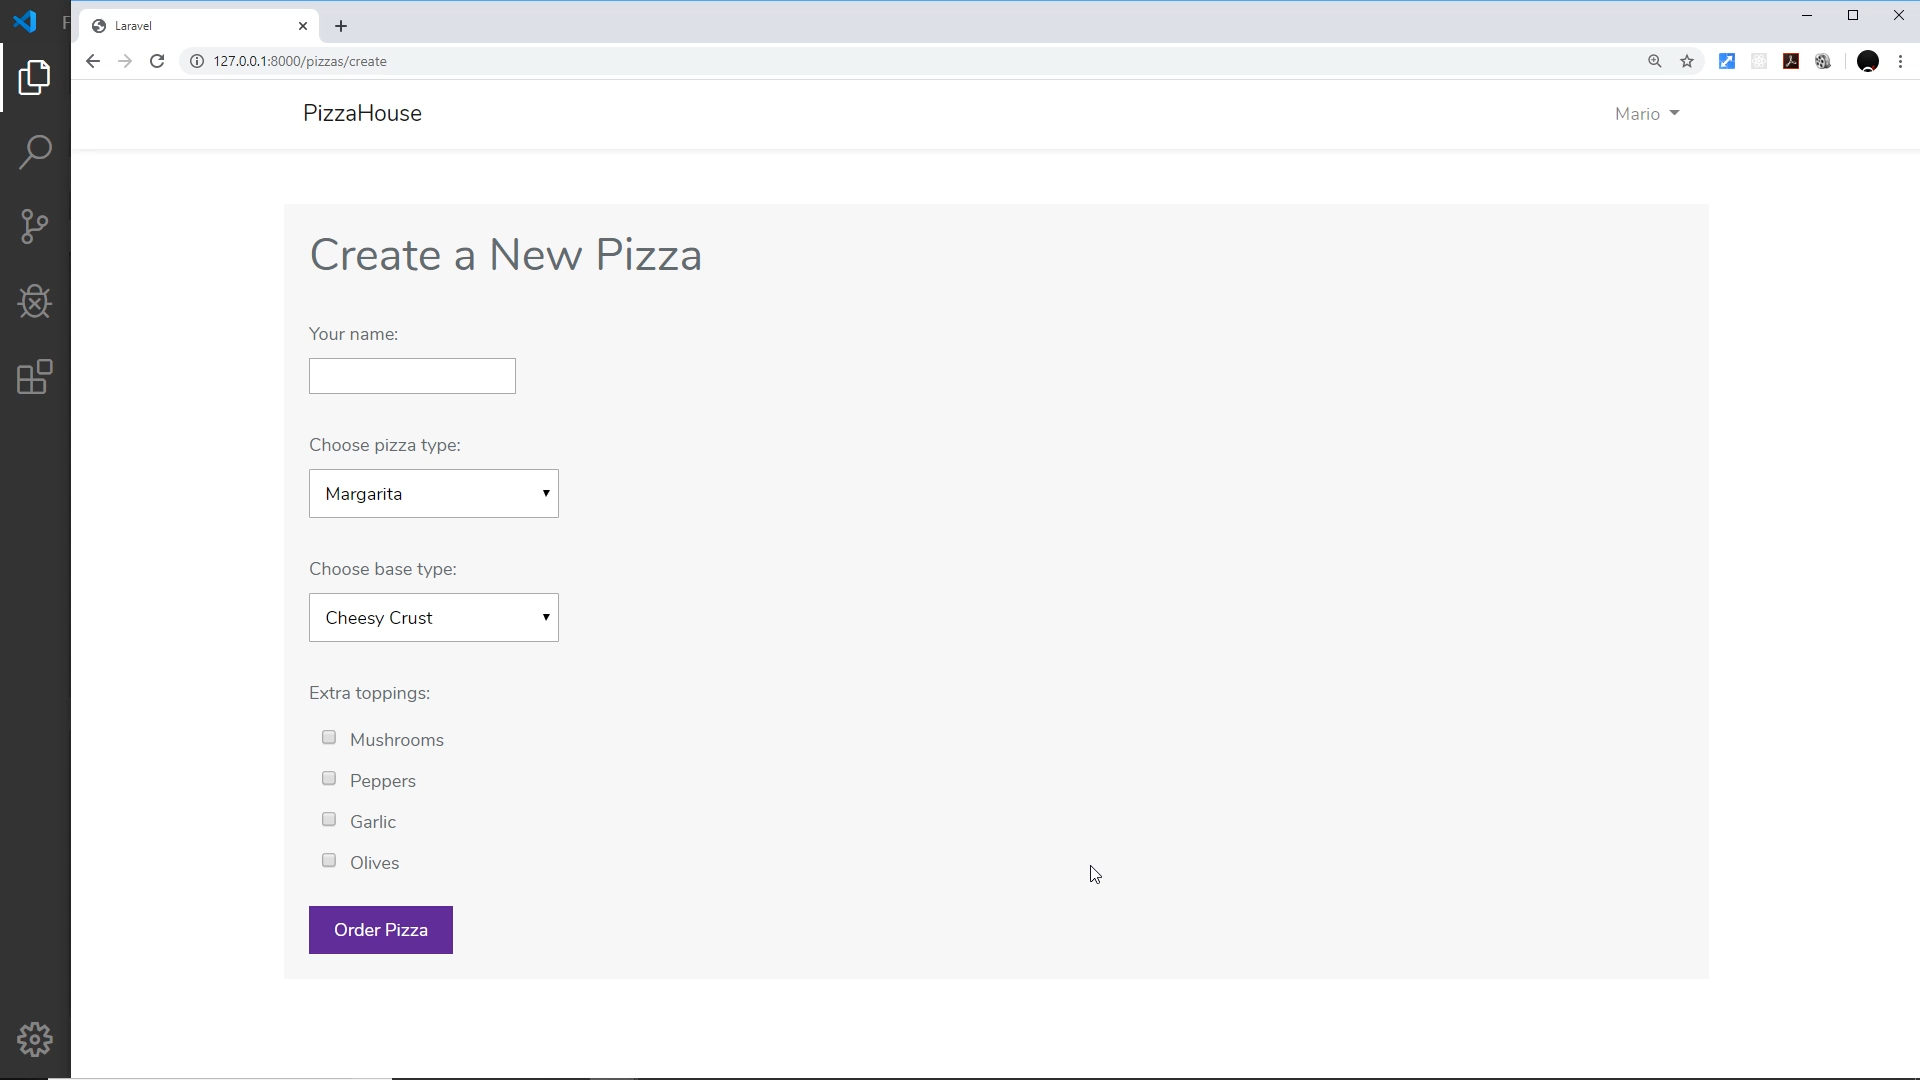 F
Laravel
127.0.0.1:8000/pizzas/create
PizzaHouse
Mario
Create a New Pizza
Your name:
Choose pizza type:
Margarita
Choose base type:
Cheesy Crust
Extra toppings:
Mushrooms
Peppers
Garlic
Olives
Order Pizza